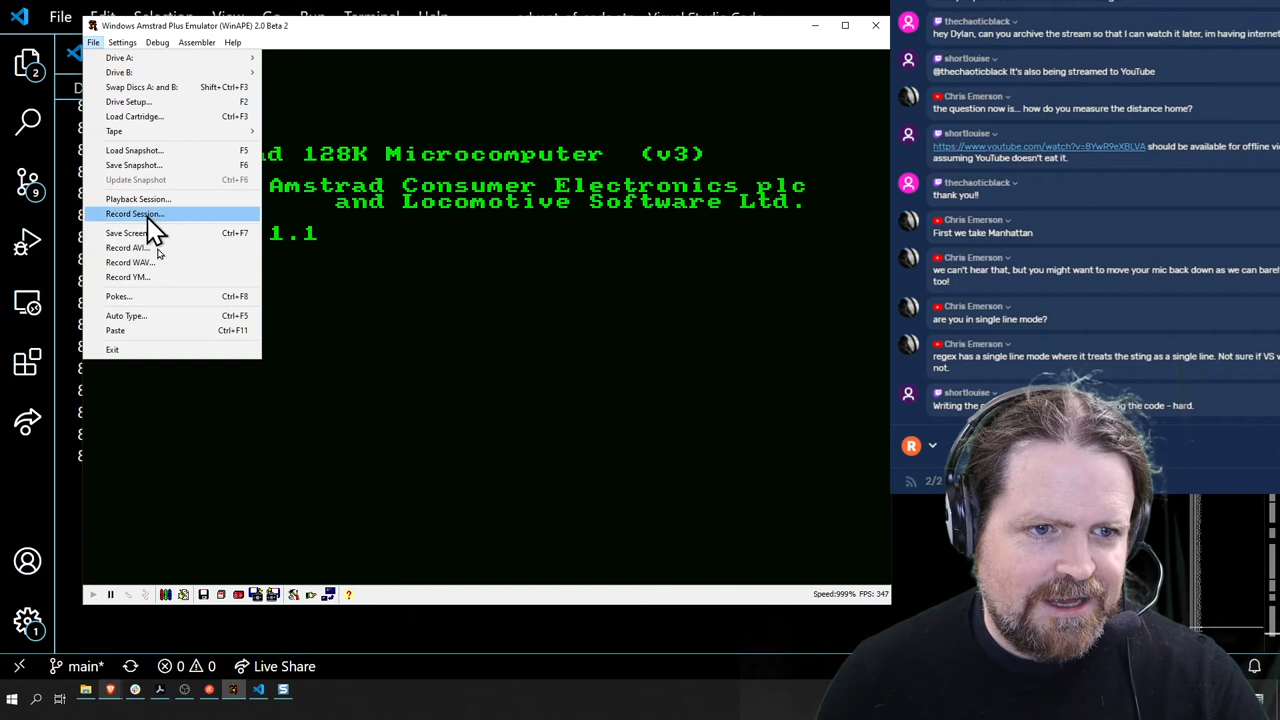 File
Selection
Run
Terminal
Help
Windows Amstrad Plus Emulator (WinAPE) 2.0 Beta 2
File Settings Debug Assembler Help
Drive A:
Drive B:
Swap Discs A: and B: Shift+Ctrl+F3
Drive Setup... F2
Load Cartridge... Ctrl+F3
Tape
Load Snapshot... F5
Save Snapshot... F6
Update Snapshot Ctrl+F6
Playback Session...
Record Session...
Save Screen Ctrl+F7
Record AVI...
Record WAV...
Record YM...
Pokes... Ctrl+F8
Auto Type... Ctrl+F5
Paste Ctrl+F11
Exit
d 128K Microcomputer (v3)
Amstrad Consumer Electronics plc
and Locomotive Software Ltd.
1.1
Speed:999% FPS: 347
2
9
1
main* 0 0 Live Share
thechaoticblack
hey Dylan, can you archive the stream so that I can watch it later, im having internet
shortlouise
@thechaoticblack It's also being streamed to YouTube
Chris Emerson
the question now is... how do you measure the distance home?
shortlouise
https://www.youtube.com/watch?v=8YwR9eXBLVA should be available for offline vi
assuming YouTube doesn't eat it.
thechaoticblack
thank you!!
Chris Emerson
First we take Manhattan
Chris Emerson
we can't hear that, but you might want to move your mic back down as we can barel
too!
Chris Emerson
are you in single line mode?
Chris Emerson
regex has a single line mode where it treats the sting as a single line. Not sure if VS
not.
shortlouise
Writing the ng the code - hard.
R
2/2